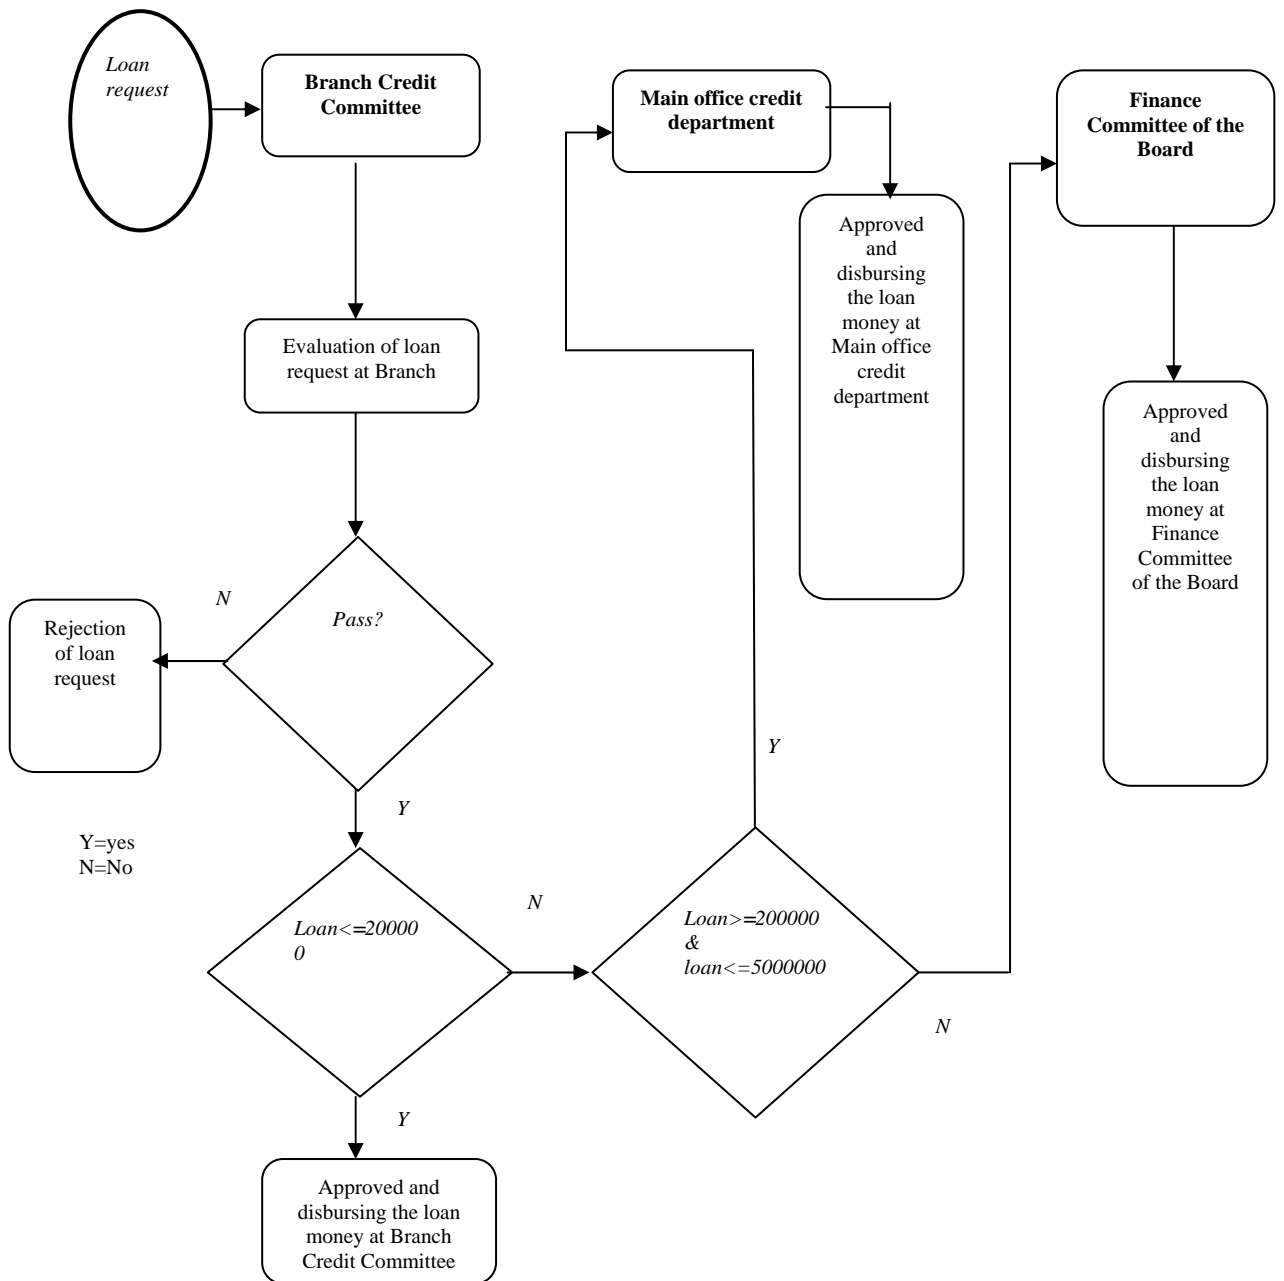 Loan
request
Branch Credit
Committee
Main office credit
department
Finance
Committee of the
Board
Approved
and
disbursing
the loan
money at
Main office
credit
department
Evaluation of loan
request at Branch
Approved
and
disbursing
the loan
money at
Finance
Committee
of the Board
N
Pass?
Rejection
of loan
request
Y
Y
Y=yes
N=No
Loan<=20000
0
N
Loan>=200000
&
loan<=5000000
N
Y
Approved and
disbursing the loan
money at Branch
Credit Committee